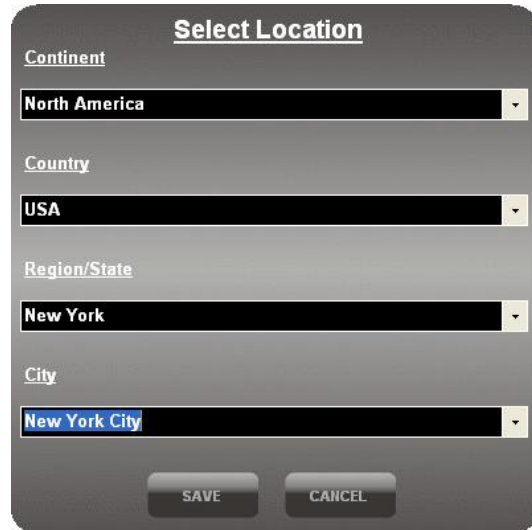 Select Location
Continent
North America
Country
USA
Region/State
New York
City
New York City
SAVE CANCEL